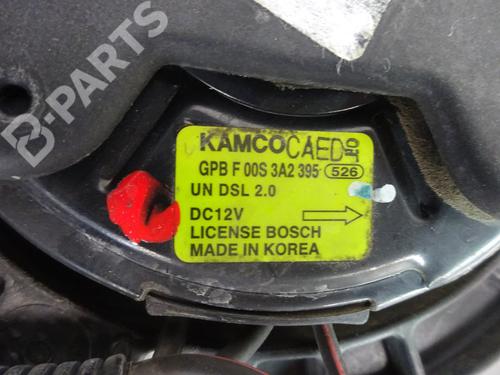 B-PARTS
KAMCO CAED
GPB F 00S 3A2 395 526
UN DSL 2.0
DC12V
LICENSE BOSCH
MADE IN KOREA